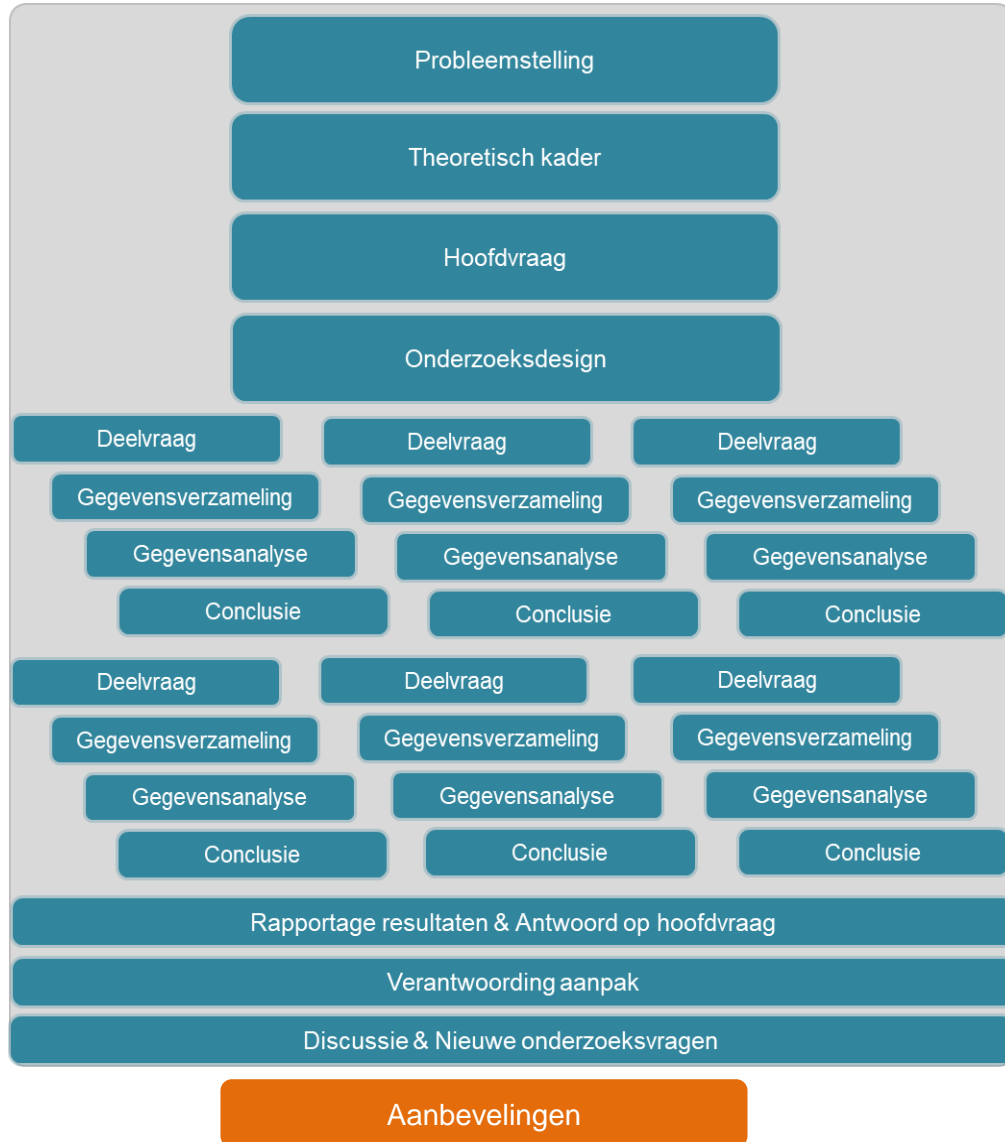 Probleemstelling
Theoretisch kader
Hoofdvraag
Onderzoeksdesign
Deelvraag
Gegevensverzameling
Gegevensanalyse
Conclusie
Deelvraag
Gegevensverzameling
Gegevensanalyse
Conclusie
Deelvraag
Gegevensverzameling
Gegevensanalyse
Conclusie
Deelvraag
Gegevensverzameling
Gegevensanalyse
Conclusie
Deelvraag
Gegevensverzameling
Gegevensanalyse
Conclusie
Deelvraag
Gegevensverzameling
Gegevensanalyse
Conclusie
Rapportage resultaten & Antwoord op hoofdvraag
Verantwoording aanpak
Discussie & Nieuwe onderzoeksvragen
Aanbevelingen